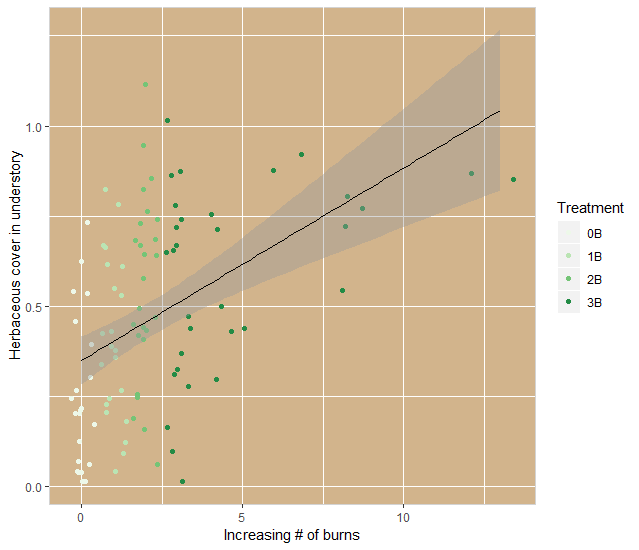 Herbaceous cover in understory
1.0
0.5
0.0
0
5
10
Increasing # of burns
Treatment
0B
1B
2B
3B